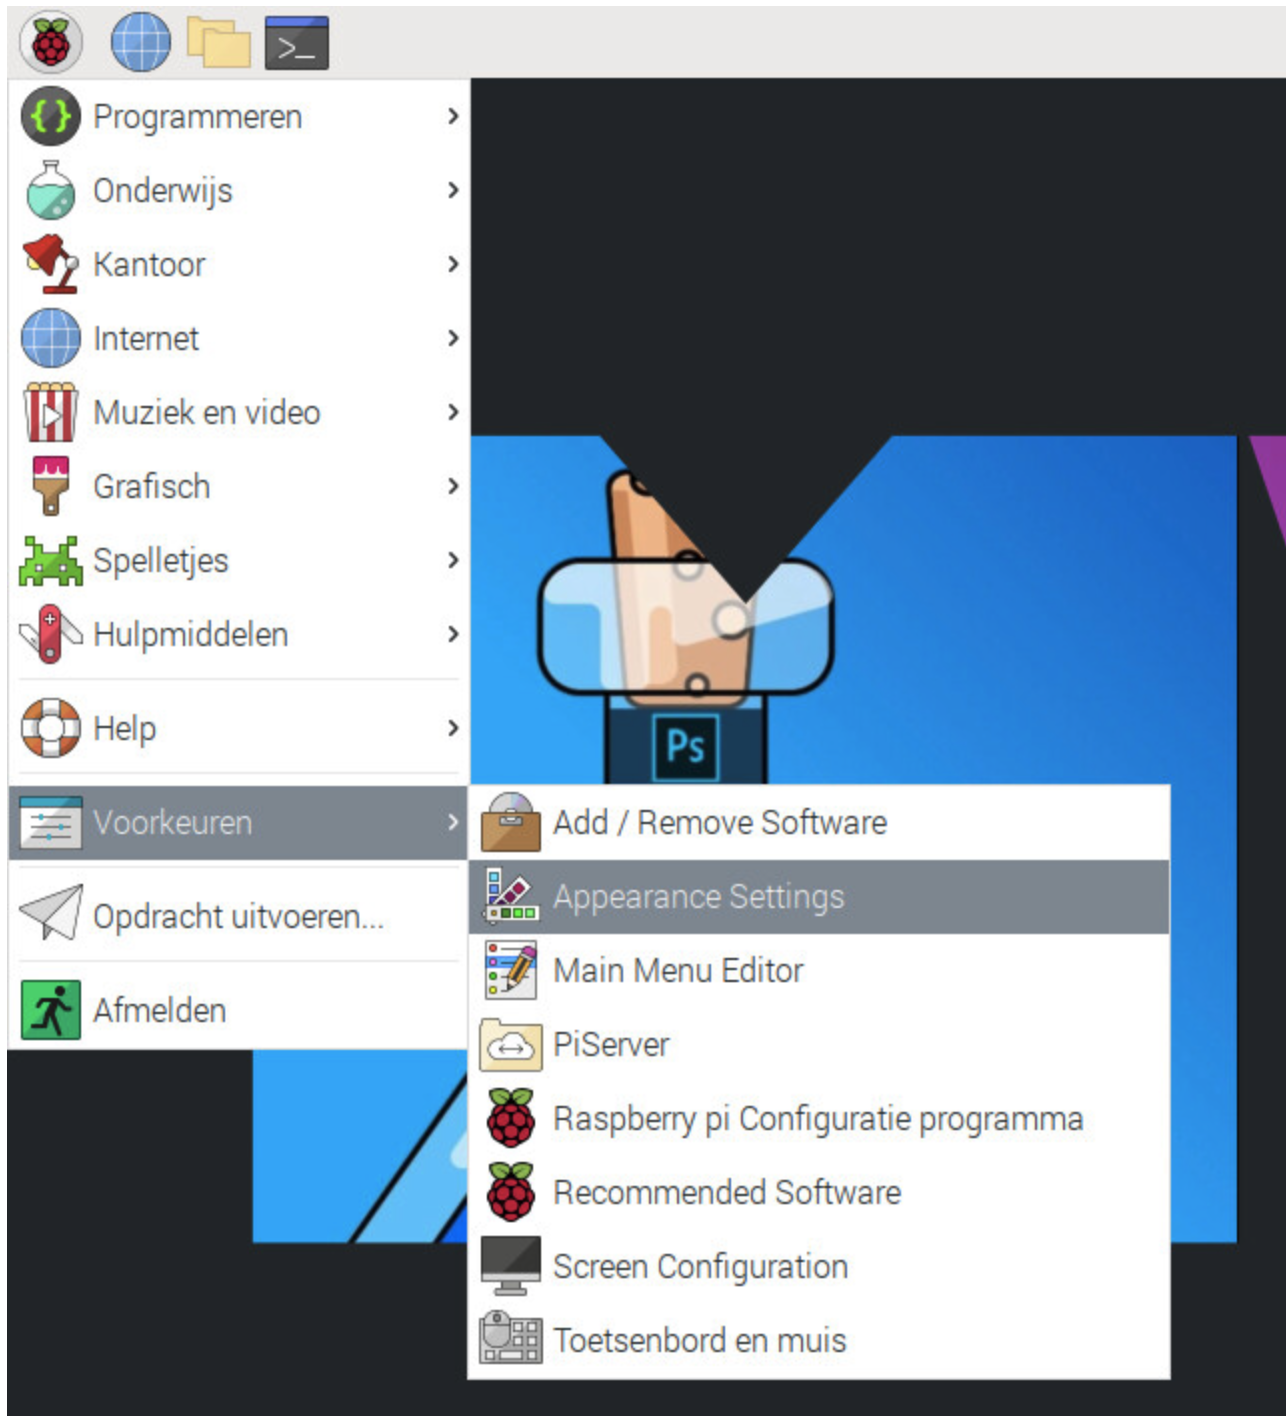 >_
Programmeren
Onderwijs
Kantoor
Internet
Muziek en video
Grafisch
Spelletjes
Hulpmiddelen
Help
Ps
Voorkeuren
Add / Remove Software
Appearance Settings
Opdracht uitvoeren...
Main Menu Editor
Afmelden
PiServer
Raspberry pi Configuratie programma
Recommended Software
Screen Configuration
Toetsenbord en muis